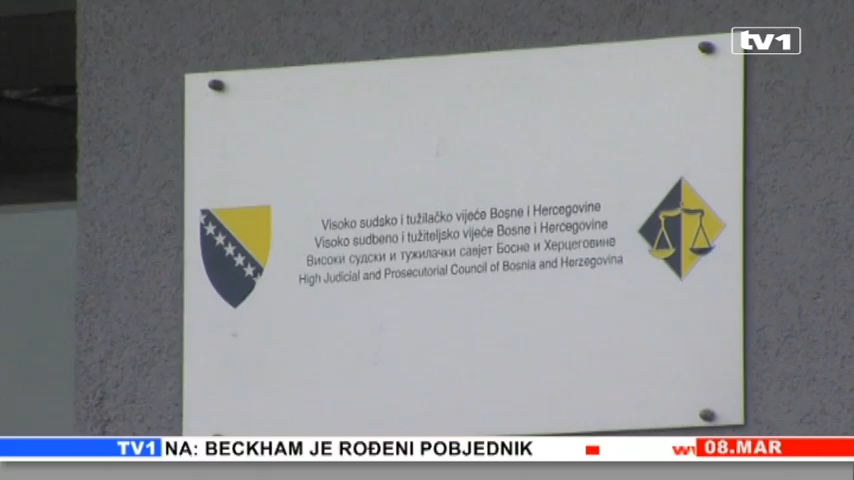 tv1
Visoko sudsko i tužilačko vijeće Bosne i Hercegovine
Visoko sudbeno i tužiteljsko vijeće Bosne i Hercegovine
Високи судски и тужилачки савјет Босне и Херцеговине
High Judicial and Prosecutorial Council of Bosnia and Herzegovina
TV1 NA: BECKHAM JE ROĐENI POBJEDNIK 08.MAR